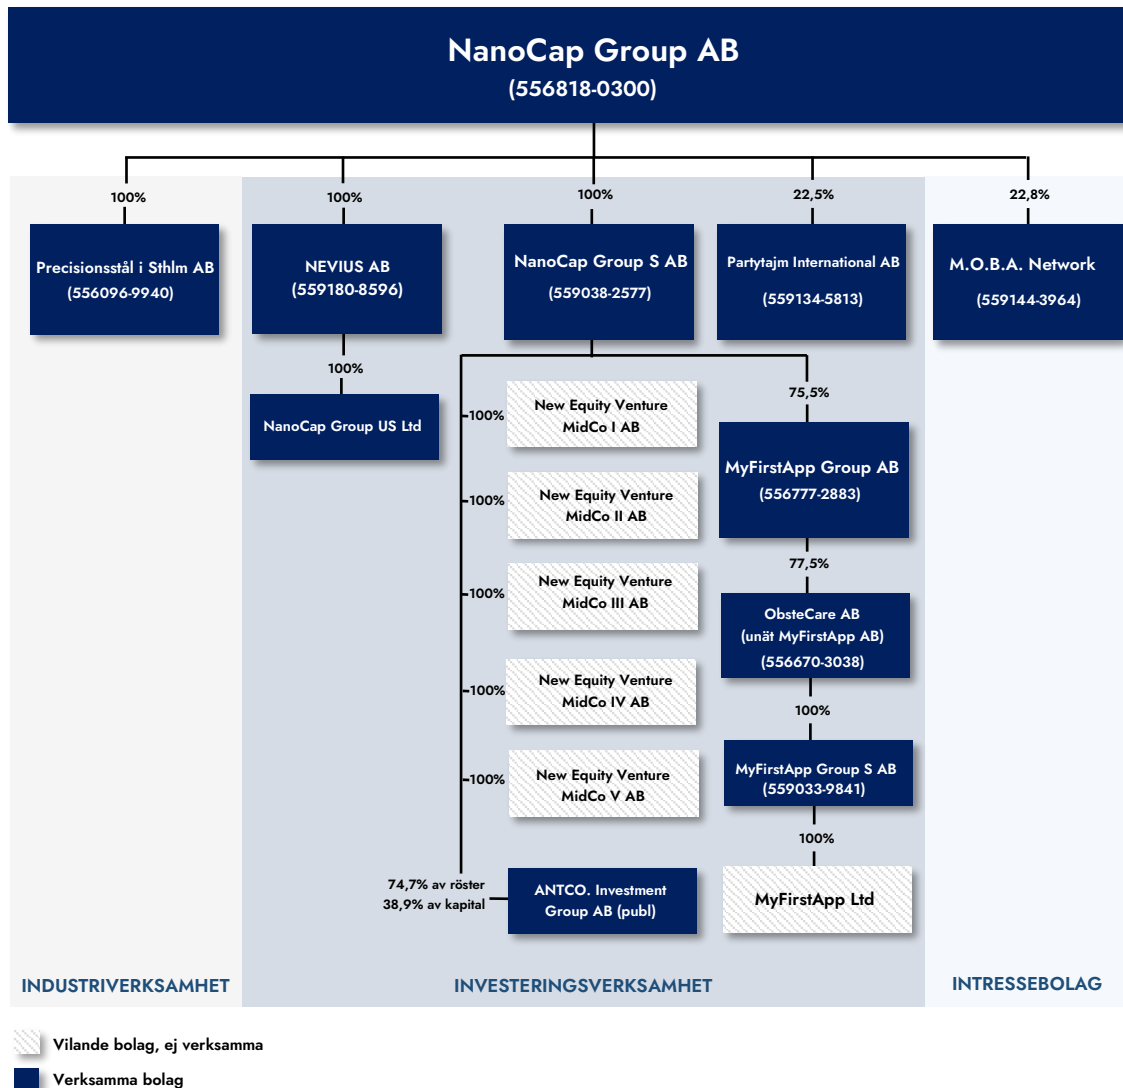 NanoCap Group AB
(556818-0300)
100%
100%
100%
22,5%
22,8%
Precisionsstål i Sthlm AB
(556096-9940)
NEVIUS AB
(559180-8596)
NanoCap Group S AB
(559038-2577)
Partytajm International AB
(559134-5813)
M.O.B.A. Network
(559144-3964)
100%
NanoCap Group US Ltd
100%
New Equity Venture
MidCo I AB
100%
New Equity Venture
MidCo II AB
100%
New Equity Venture
MidCo III AB
100%
New Equity Venture
MidCo IV AB
100%
New Equity Venture
MidCo V AB
74,7% av röster
38,9% av kapital
ANTCO. Investment
Group AB (publ)
75,5%
MyFirstApp Group AB
(556777-2883)
77,5%
ObsteCare AB
(unät MyFirstApp AB)
(556670-3038)
100%
MyFirstApp Group S AB
(559033-9841)
100%
MyFirstApp Ltd
INDUSTRIVERKSAMHET
INVESTERINGSVERKSAMHET
INTRESSEBOLAG
Vilande bolag, ej verksamma
Verksamma bolag